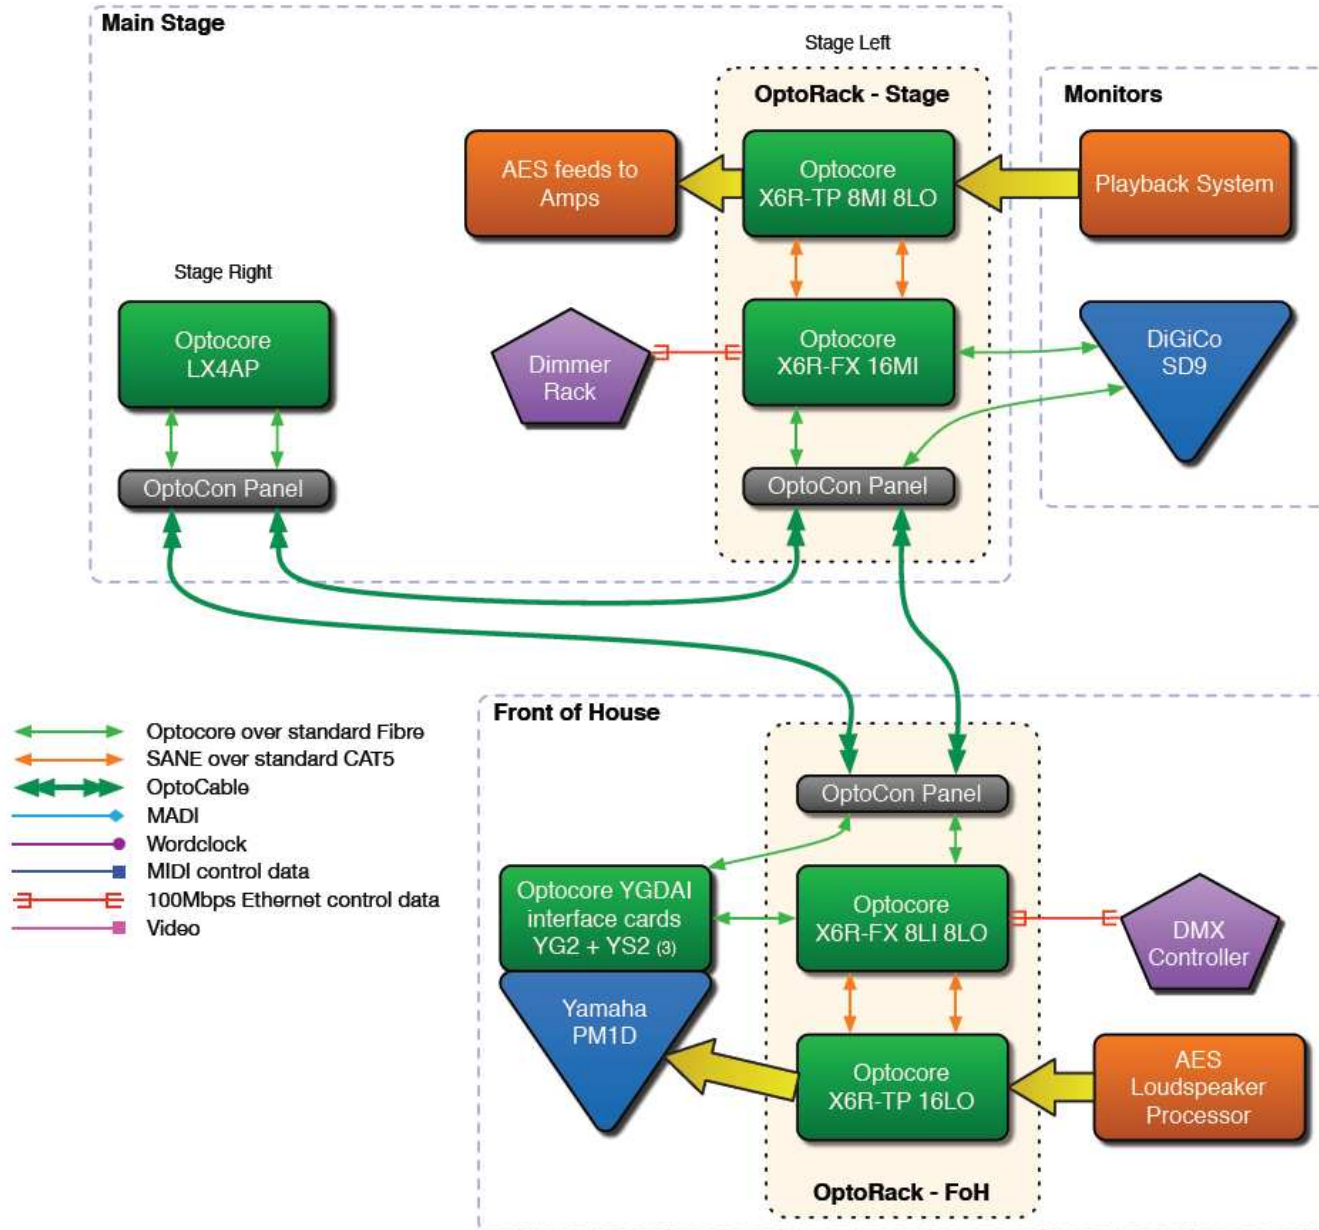 Main Stage
Stage Left
OptoRack - Stage
Monitors
AES feeds to
Amps
Optocore
X6R-TP 8MI 8LO
Playback System
Stage Right
Optocore
LX4AP
Dimmer
Rack
Optocore
X6R-FX 16MI
DiGiCo
SD9
OptoCon Panel
OptoCon Panel
Front of House
Optocore over standard Fibre
SANE over standard CAT5
OptoCable
MADI
Wordclock
MIDI control data
100Mbps Ethernet control data
Video
OptoCon Panel
Optocore YGDAI
interface cards
YG2 + YS2 (3)
Optocore
X6R-FX 8LI 8LO
DMX
Controller
Yamaha
PM1D
Optocore
X6R-TP 16LO
AES
Loudspeaker
Processor
OptoRack - FoH